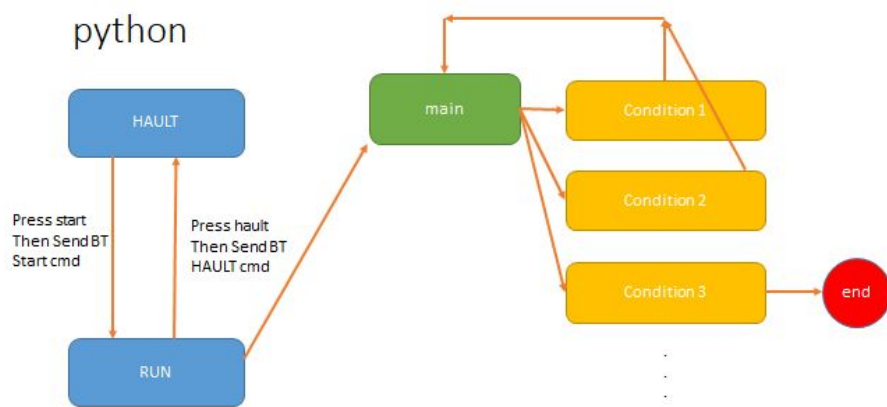 python
HAULT
Press start
Then Send BT
Start cmd
Press hault
Then Send BT
HAULT cmd
RUN
main
Condition 1
Condition 2
Condition 3
end
.
.
.